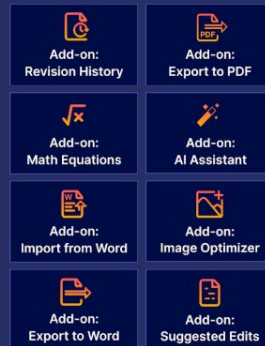 Add-on:
Revision History
PDF
Add-on:
Export to PDF
√x
Add-on:
Math Equations
Add-on:
AI Assistant
W
Add-on:
Import from Word
Add-on:
Image Optimizer
Add-on:
Export to Word
Add-on:
Suggested Edits